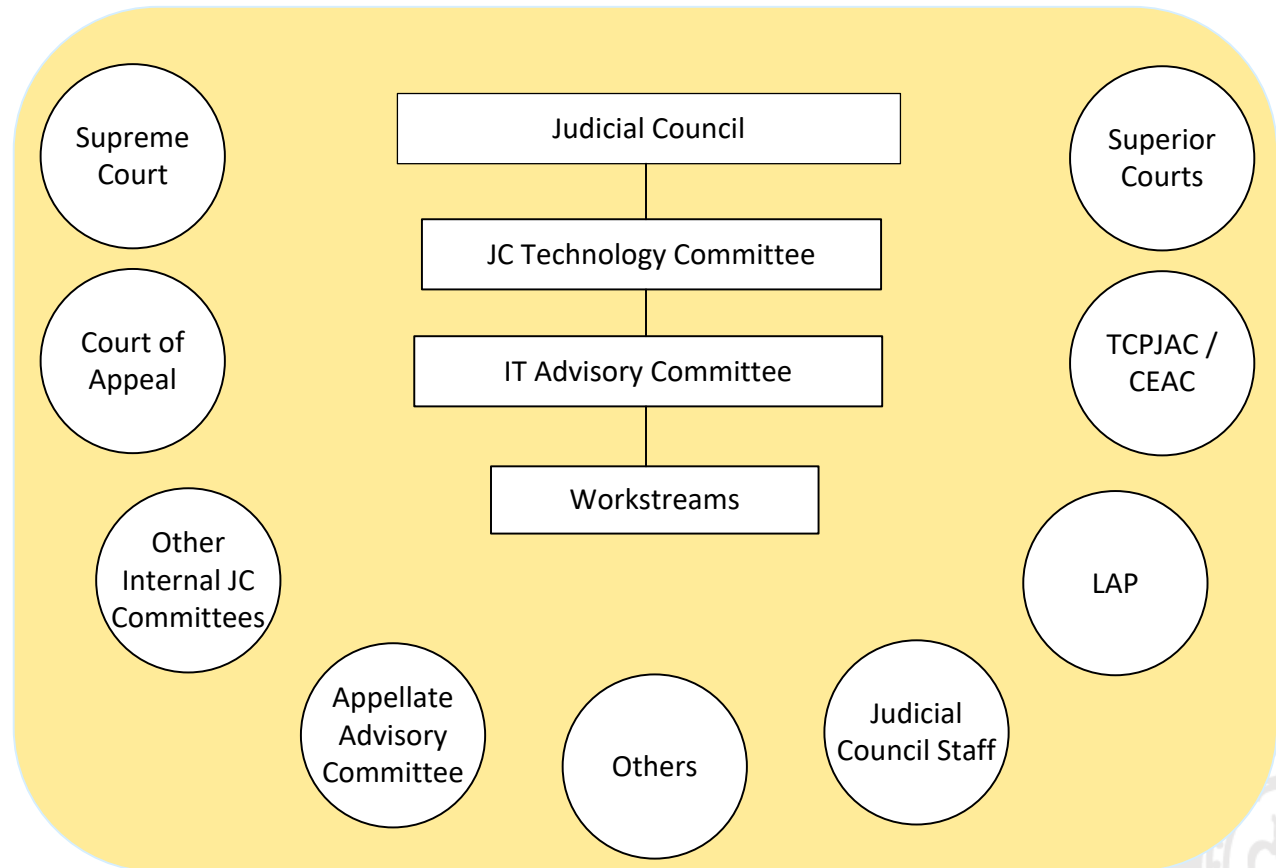 Judicial Council
JC Technology Committee
IT Advisory Committee
Workstreams
Supreme
Court
Court of
Appeal
Other
Internal JC
Committees
Appellate
Advisory
Committee
Others
Judicial
Council Staff
LAP
TCPJAC /
CEAC
Superior
Courts